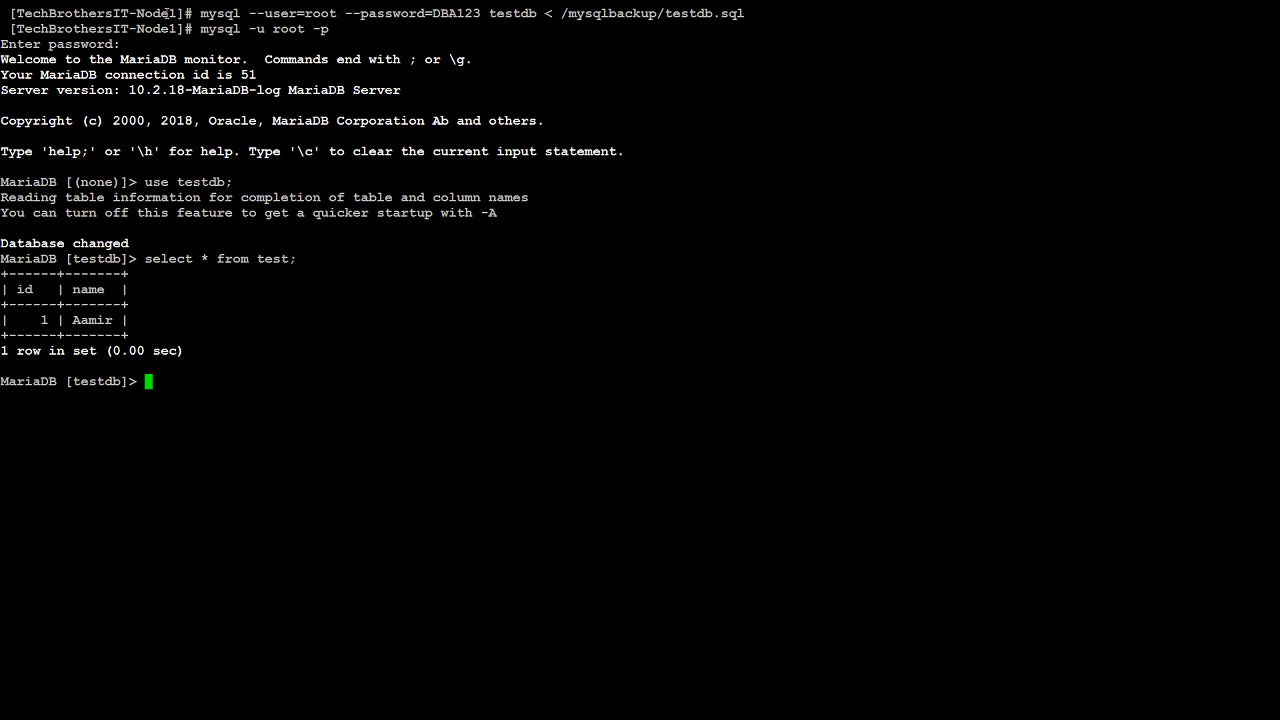 [TechBrothersIT-Node1]# mysql --user=root --password=DBA123 testdb < /mysqlbackup/testdb.sql
[TechBrothersIT-Node1]# mysql -u root -p
Enter password:
Welcome to the MariaDB monitor.  Commands end with ; or \g.
Your MariaDB connection id is 51
Server version: 10.2.18-MariaDB-log MariaDB Server
Copyright (c) 2000, 2018, Oracle, MariaDB Corporation Ab and others.
Type 'help;' or '\h' for help. Type '\c' to clear the current input statement.
MariaDB [(none)]> use testdb;
Reading table information for completion of table and column names
You can turn off this feature to get a quicker startup with -A
Database changed
MariaDB [testdb]> select * from test;
+------+-------+
| id   | name  |
+------+-------+
|    1 | Aamir |
+------+-------+
1 row in set (0.00 sec)
MariaDB [testdb]>